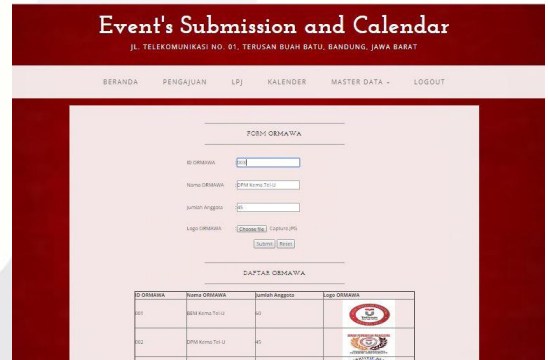 Event's Submission and Calendar
JL. TELEKOMUNIKASI NO. 01, TERUSAN BUAH BATU, BANDUNG, JAWA BARAT
BERANDA PENGAJUAN LPJ KALENDER MASTER DATA LOGOUT
FORM ORMAWA
ID ORMAWA
Nama ORMAWA DPM Kema Tel-U
Jumlah Anggota 45
Logo ORMAWA Choose file Capture.JPG
Submit Reset
DAFTAR ORMAWA
ID ORMAWA Nama ORMAWA Jumlah Anggota Logo ORMAWA
001 BEM Kema Tel-U 60
002 DPM Kema Tel-U 45